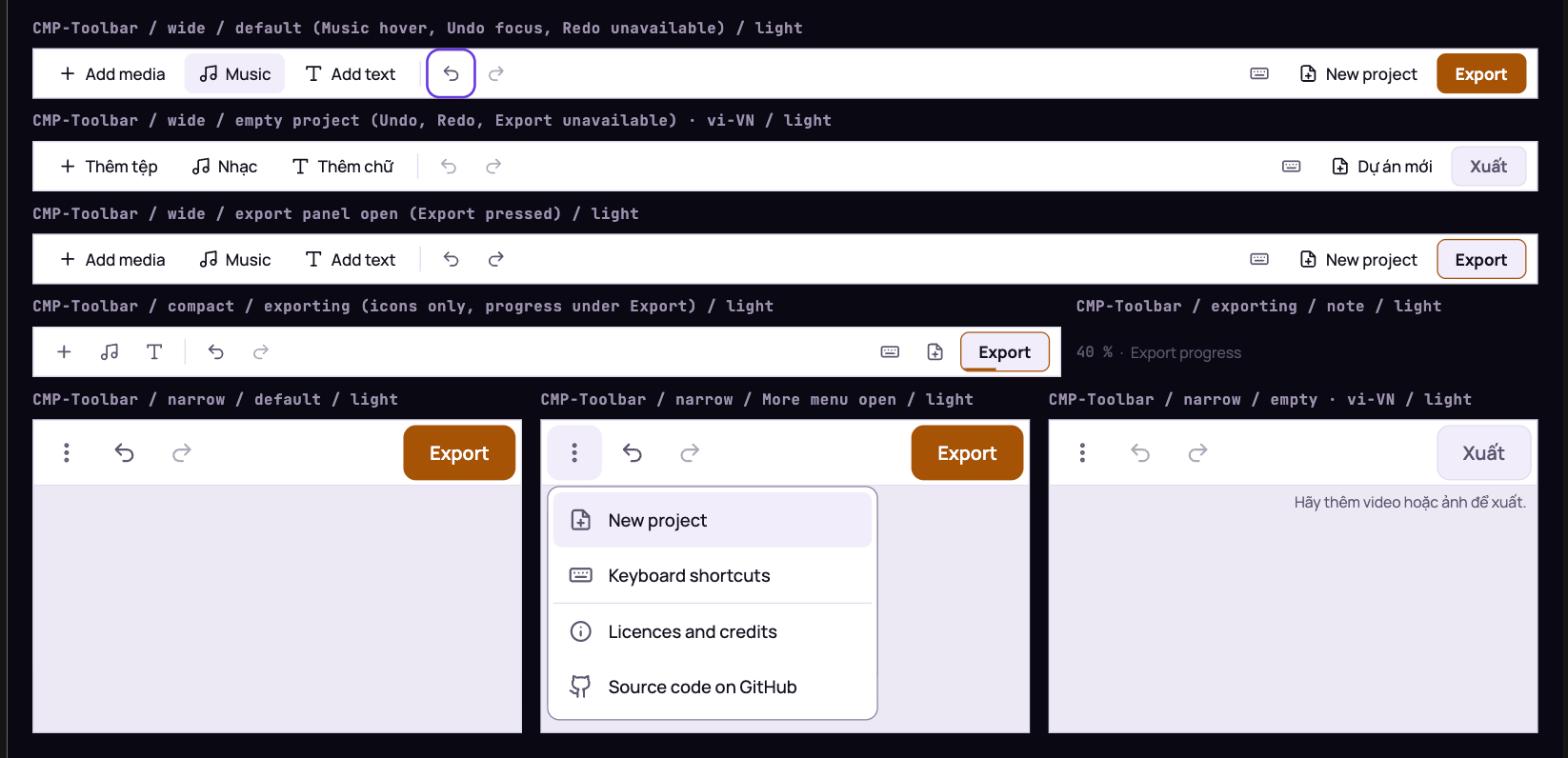 CMP-Toolbar / wide / default (Music hover, Undo focus, Redo unavailable) / light
Add media Music Add text New project Export
CMP-Toolbar / wide / empty project (Undo, Redo, Export unavailable) · vi-VN / light
Thêm tệp Nhạc Thêm chữ Dự án mới Xuất
CMP-Toolbar / wide / export panel open (Export pressed) / light
Add media Music Add text New project Export
CMP-Toolbar / compact / exporting (icons only, progress under Export) / light
Export
CMP-Toolbar / exporting / note / light
40 % · Export progress
CMP-Toolbar / narrow / default / light
Export
CMP-Toolbar / narrow / More menu open / light
Export
New project
Keyboard shortcuts
Licences and credits
Source code on GitHub
CMP-Toolbar / narrow / empty · vi-VN / light
Xuất
Hãy thêm video hoặc ảnh để xuất.